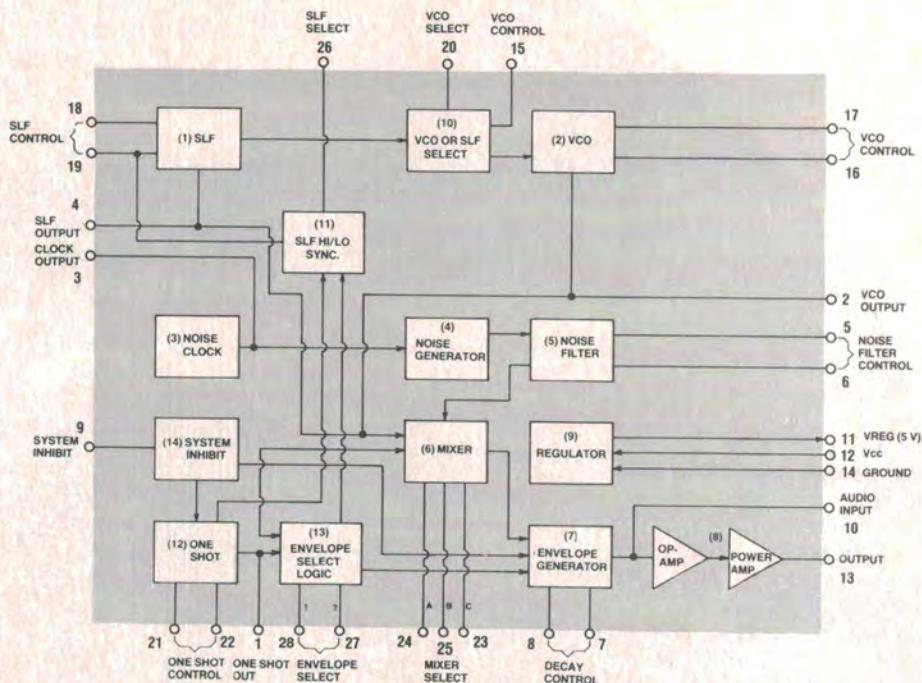 SLF
SELECT
26
VCO
SELECT
20
VCO
CONTROL
15
18
SLF
CONTROL
19
(1) SLF
(10)
VCO OR SLF
SELECT
(2) VCO
17
VCO
CONTROL
16
4
SLF
OUTPUT
CLOCK
OUTPUT
3
(11)
SLF HI/LO
SYNC.
2 VCO
OUTPUT
(3) NOISE
CLOCK
(4)
NOISE
GENERATOR
(5) NOISE
FILTER
5
NOISE
FILTER
CONTROL
6
9
SYSTEM
INHIBIT
(14) SYSTEM
INHIBIT
(6) MIXER
(9)
REGULATOR
11 VREG (5 V)
12 Vcc
14 GROUND
(12) ONE
SHOT
(13)
ENVELOPE
SELECT
LOGIC
(7)
ENVELOPE
GENERATOR
OP-
AMP
(8)
POWER
AMP
AUDIO
INPUT
10
OUTPUT
13
1
2
A
B
C
21
22
1
28
27
24
25
23
8
7
ONE SHOT
CONTROL
ONE SHOT
OUT
ENVELOPE
SELECT
MIXER
SELECT
DECAY
CONTROL